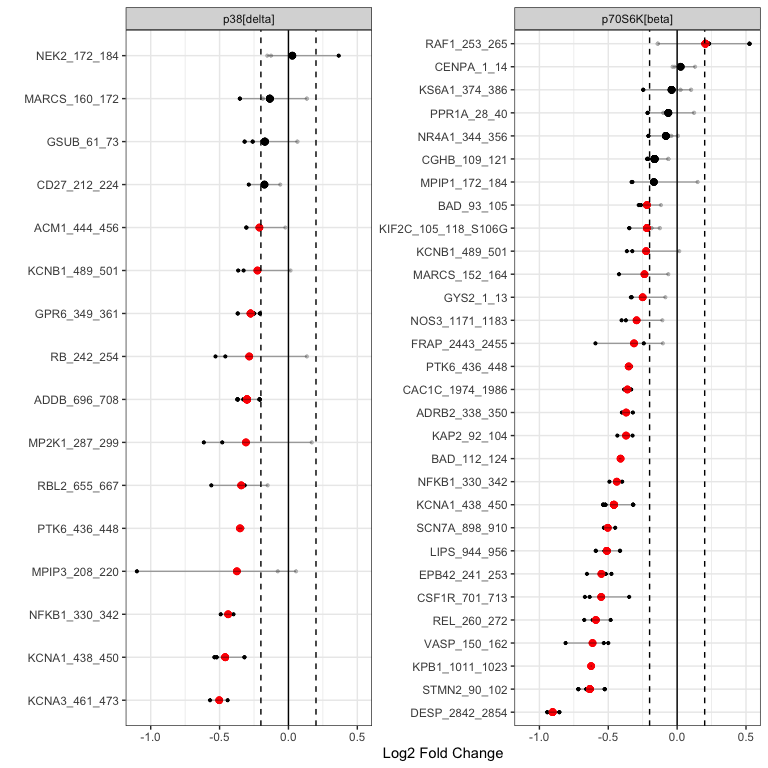 p38[delta]
NEK2_172_184
MARCS_160_172
GSUB_61_73
CD27_212_224
ACM1_444_456
KCNB1_489_501
GPR6_349_361
RB_242_254
ADDB_696_708
MP2K1_287_299
RBL2_655_667
PTK6_436_448
MPIP3_208_220
NFKB1_330_342
KCNA1_438_450
KCNA3_461_473
-1.0 -0.5 0.0 0.5
p70S6K[beta]
RAF1_253_265
CENPA_1_14
KS6A1_374_386
PPR1A_28_40
NR4A1_344_356
CGHB_109_121
MPIP1_172_184
BAD_93_105
KIF2C_105_118_S106G
KCNB1_489_501
MARCS_152_164
GYS2_1_13
NOS3_1171_1183
FRAP_2443_2455
PTK6_436_448
CAC1C_1974_1986
ADRB2_338_350
KAP2_92_104
BAD_112_124
NFKB1_330_342
KCNA1_438_450
SCN7A_898_910
LIPS_944_956
EPB42_241_253
CSF1R_701_713
REL_260_272
VASP_150_162
KPB1_1011_1023
STMN2_90_102
DESP_2842_2854
-1.0 -0.5 0.0 0.5
Log2 Fold Change